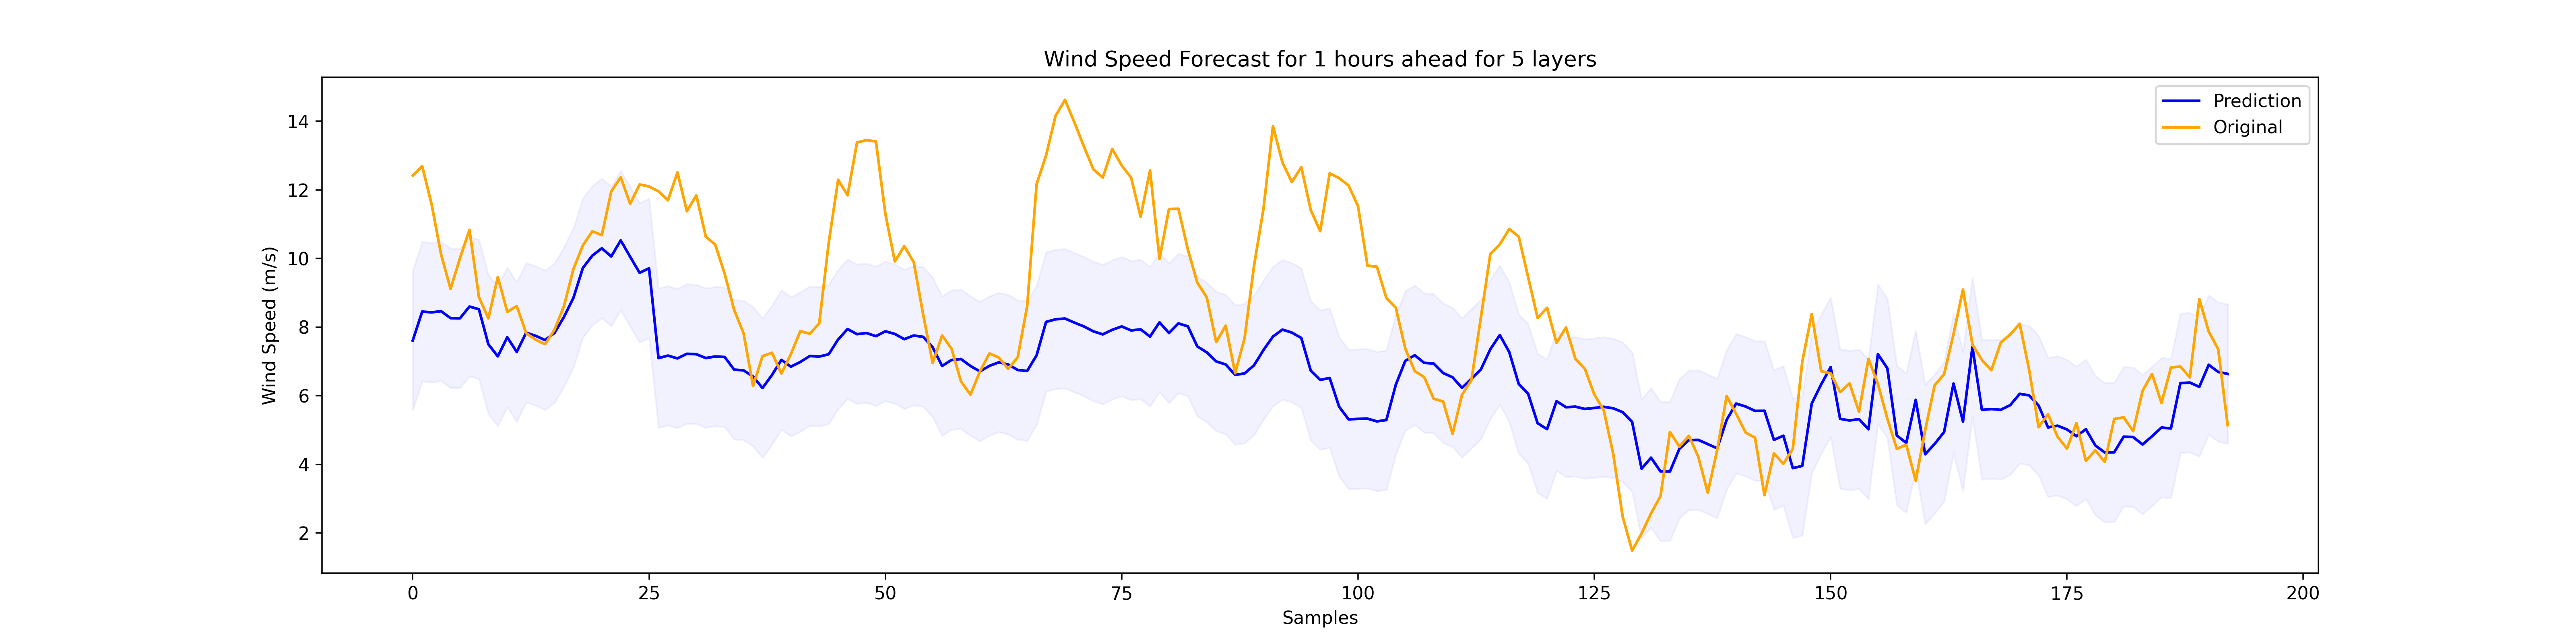 Wind Speed Forecast for 1 hours ahead for 5 layers
Prediction
Original
Wind Speed (m/s)
14
12
10
8
6
4
2
0 25 50 75 100 125 150 175 200
Samples